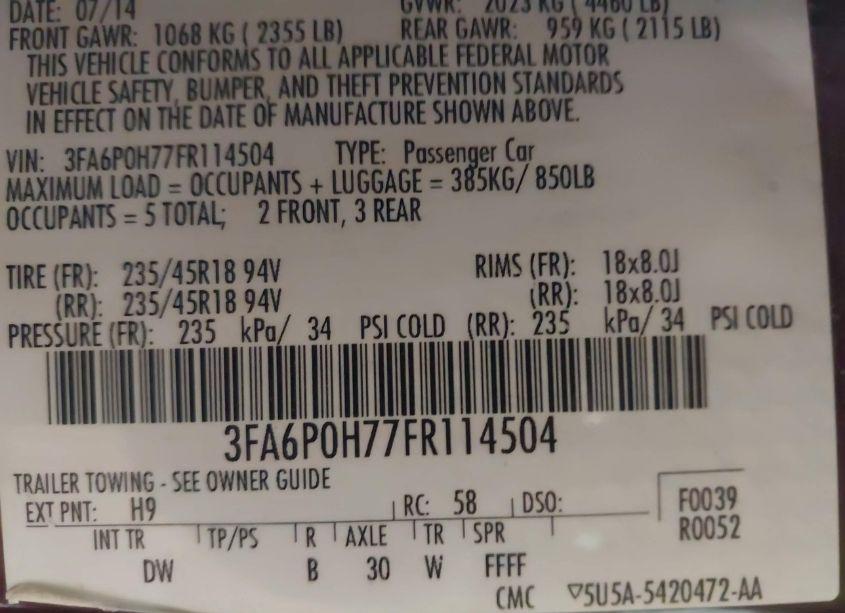 DATE: 07/14 GVWR: 2023 KG ( 4460 LB)
FRONT GAWR: 1068 KG ( 2355 LB) REAR GAWR: 959 KG ( 2115 LB)
THIS VEHICLE CONFORMS TO ALL APPLICABLE FEDERAL MOTOR
VEHICLE SAFETY, BUMPER, AND THEFT PREVENTION STANDARDS
IN EFFECT ON THE DATE OF MANUFACTURE SHOWN ABOVE.
VIN: 3FA6P0H77FR114504 TYPE: Passenger Car
MAXIMUM LOAD = OCCUPANTS + LUGGAGE = 385KG/ 850LB
OCCUPANTS = 5 TOTAL; 2 FRONT, 3 REAR
TIRE (FR): 235/45R18 94V RIMS (FR): 18x8.0J
(RR): 235/45R18 94V (RR): 18x8.0J
PRESSURE (FR): 235 kPa/ 34 PSI COLD (RR): 235 kPa/ 34 PSI COLD
3FA6P0H77FR114504
TRAILER TOWING - SEE OWNER GUIDE
EXT PNT: H9 RC: 58 DSO: F0039
R0052
INT TR TP/PS R AXLE TR SPR
DW B 30 W FFFF
CMC ▽5U5A-5420472-AA